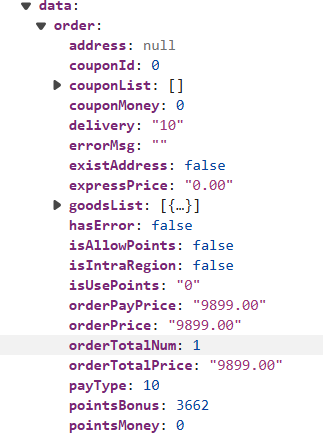 data:
order:
address: null
couponId: 0
couponList: []
couponMoney: 0
delivery: "10"
errorMsg: ""
existAddress: false
expressPrice: "0.00"
goodsList: [{…}]
hasError: false
isAllowPoints: false
isIntraRegion: false
isUsePoints: "0"
orderPayPrice: "9899.00"
orderPrice: "9899.00"
orderTotalNum: 1
orderTotalPrice: "9899.00"
payType: 10
pointsBonus: 3662
pointsMoney: 0